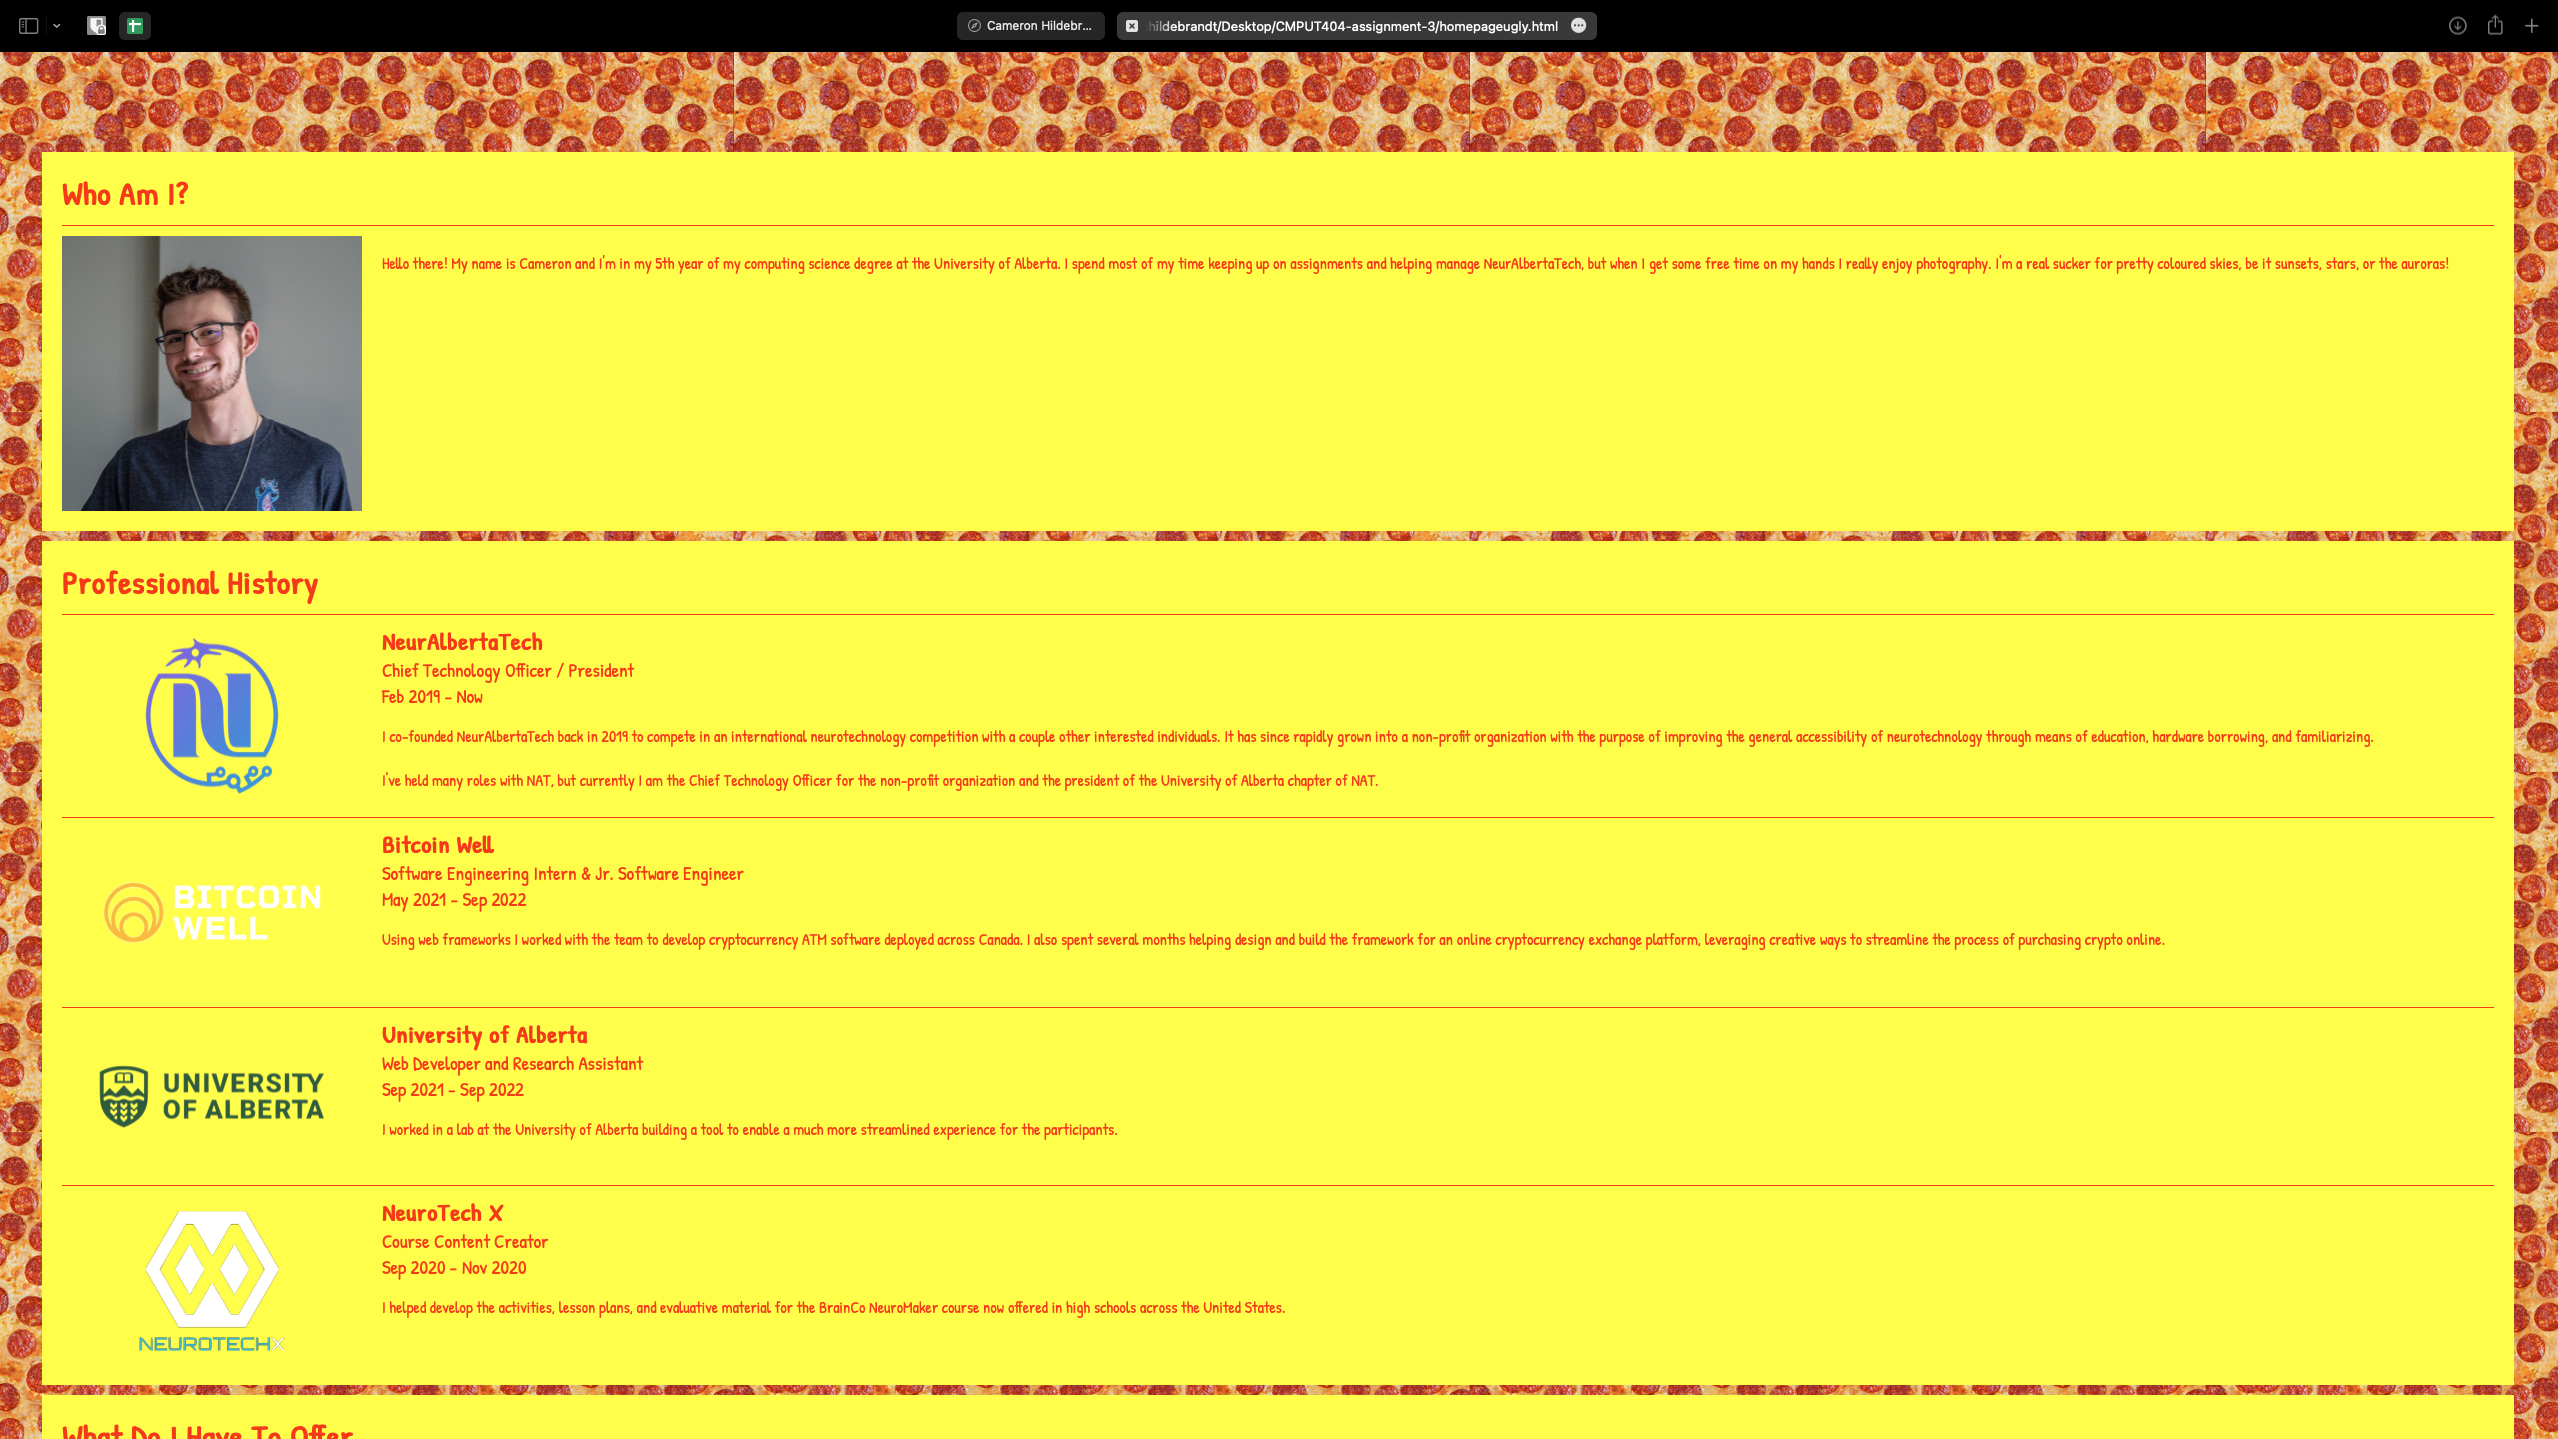 Cameron Hildebr...
hildebrandt/Desktop/CMPUT404-assignment-3/homepageugly.html
Who Am I?
Hello there! My name is Cameron and I'm in my 5th year of my computing science degree at the University of Alberta. I spend most of my time keeping up on assignments and helping manage NeurAlbertaTech, but when I get some free time on my hands I really enjoy photography. I'm a real sucker for pretty coloured skies, be it sunsets, stars, or the auroras!
Professional History
NeurAlbertaTech
Chief Technology Officer / President
Feb 2019 - Now
I co-founded NeurAlbertaTech back in 2019 to compete in an international neurotechnology competition with a couple other interested individuals. It has since rapidly grown into a non-profit organization with the purpose of improving the general accessibility of neurotechnology through means of education, hardware borrowing, and familiarizing.
I've held many roles with NAT, but currently I am the Chief Technology Officer for the non-profit organization and the president of the University of Alberta chapter of NAT.
BITCOIN
WELL
Bitcoin Well
Software Engineering Intern & Jr. Software Engineer
May 2021 - Sep 2022
Using web frameworks I worked with the team to develop cryptocurrency ATM software deployed across Canada. I also spent several months helping design and build the framework for an online cryptocurrency exchange platform, leveraging creative ways to streamline the process of purchasing crypto online.
UNIVERSITY
OF ALBERTA
University of Alberta
Web Developer and Research Assistant
Sep 2021 - Sep 2022
I worked in a lab at the University of Alberta building a tool to enable a much more streamlined experience for the participants.
NEUROTECHX
NeuroTech X
Course Content Creator
Sep 2020 - Nov 2020
I helped develop the activities, lesson plans, and evaluative material for the BrainCo NeuroMaker course now offered in high schools across the United States.
What Do I Have To Offer